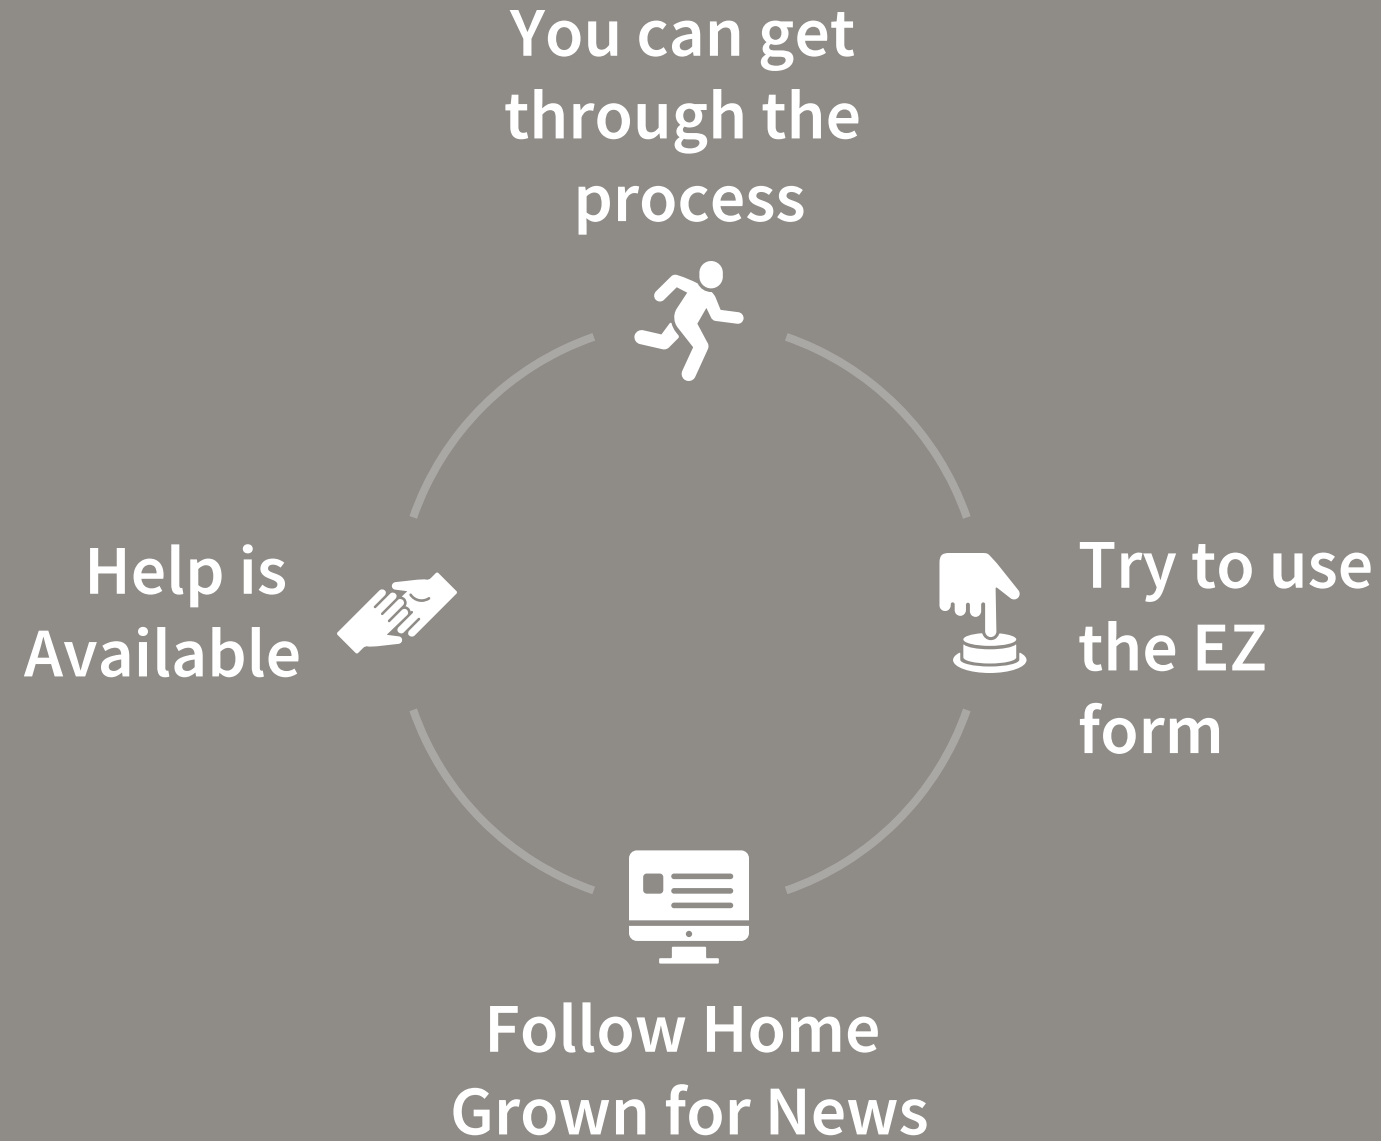 You can get
through the
process
Help is
Available
Try to use
the EZ
form
Follow Home
Grown for News